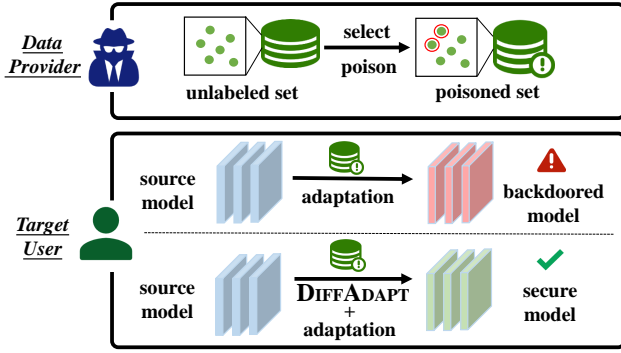 Data
Provider
select
poison
unlabeled set
poisoned set
Target
User
source
model
adaptation
backdoored
model
source
model
DIFFADAPT
+
adaptation
secure
model